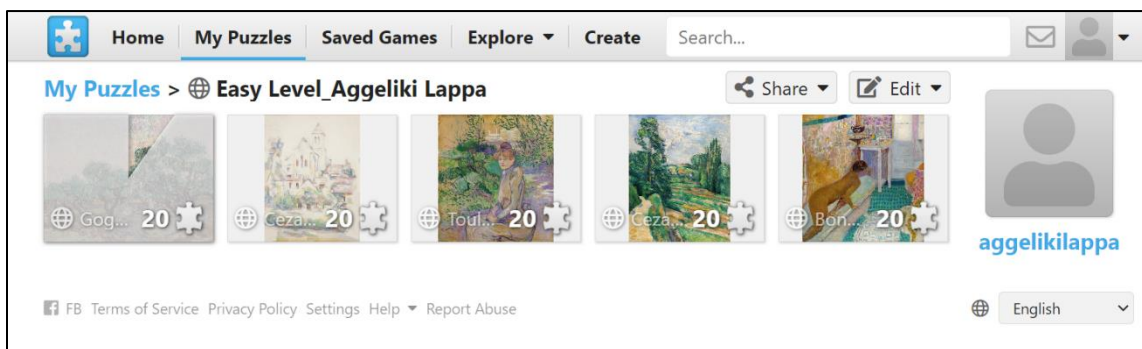 Home My Puzzles Saved Games Explore Create Search...
My Puzzles > Easy Level_Aggeliki Lappa Share Edit
Gog... 20 Ceza... 20 Toul... 20 Ceza... 20 Bon... 20
aggelikilappa
FB Terms of Service Privacy Policy Settings Help Report Abuse English